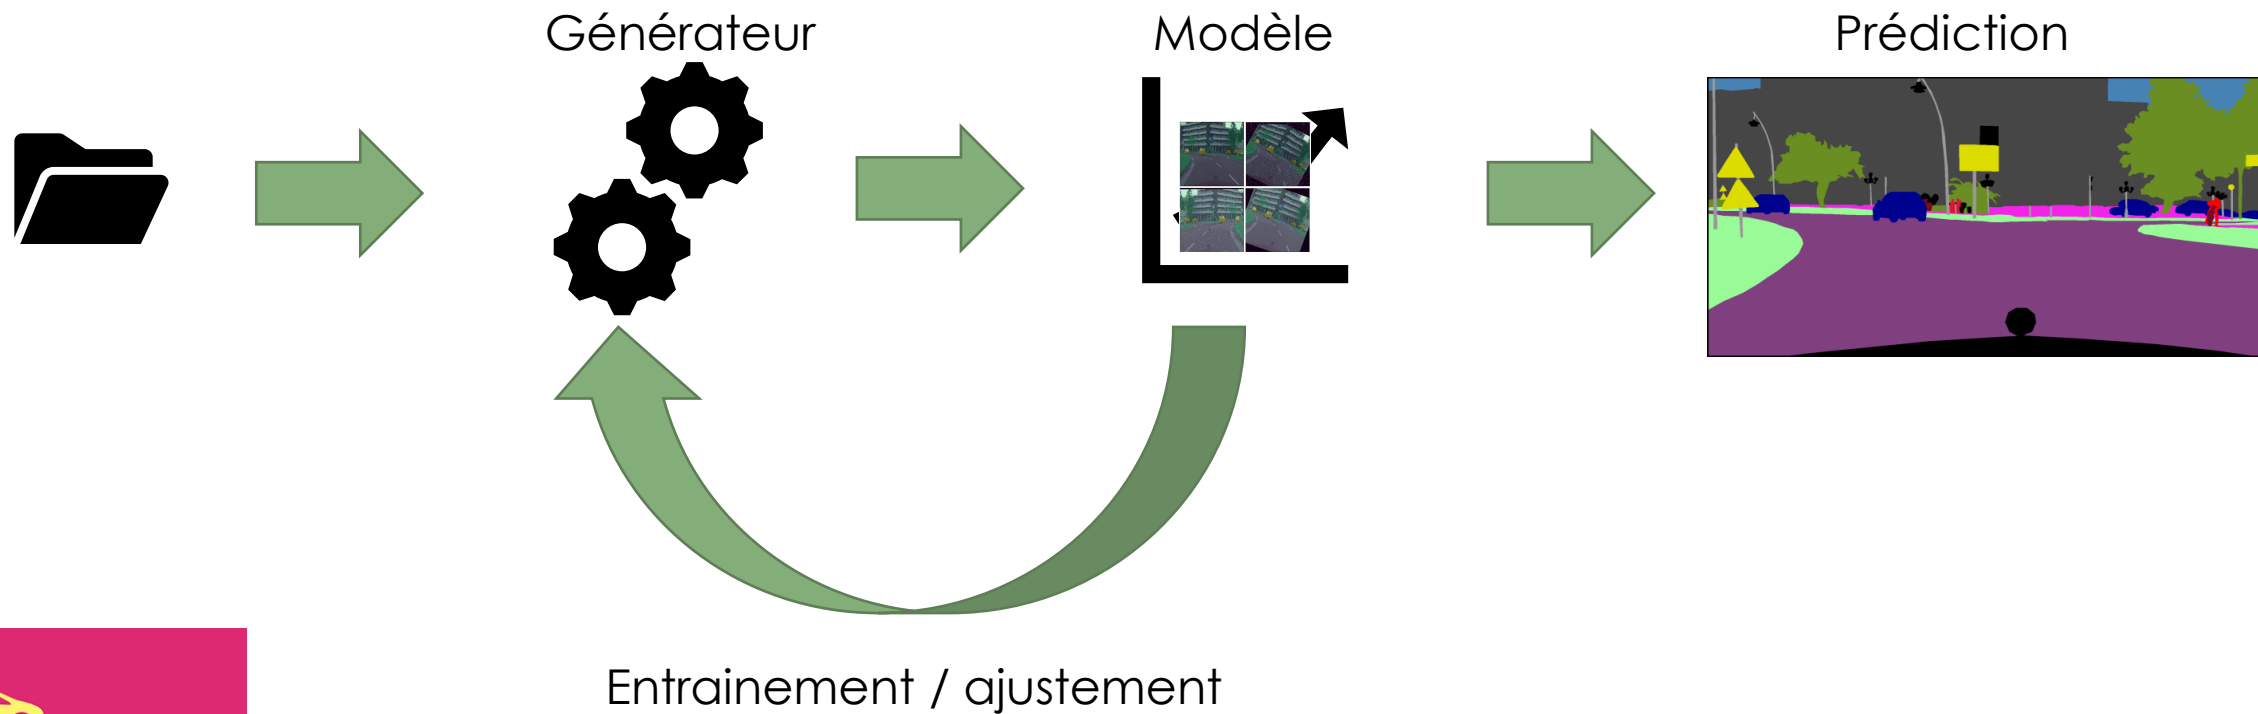 Générateur
Modèle
Prédiction
Entrainement / ajustement